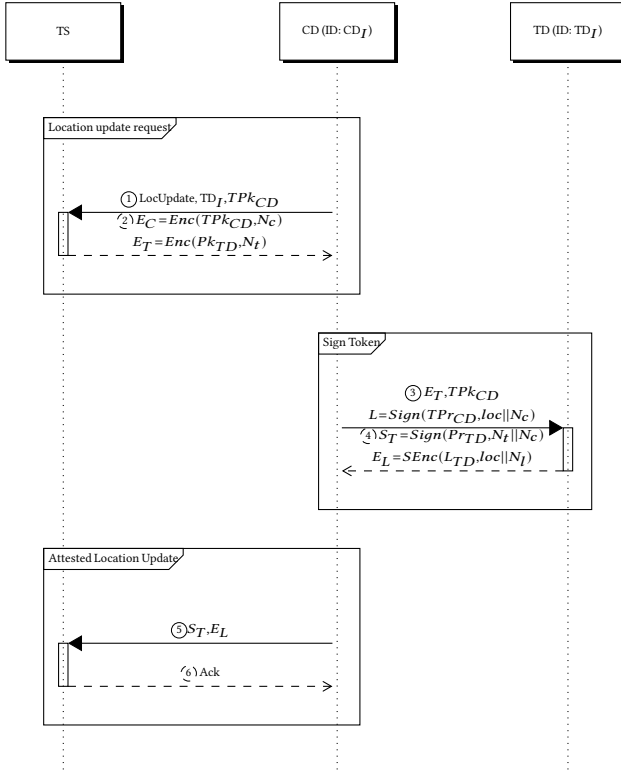 TS
CD (ID: CD_I)
TD (ID: TD_I)
Location update request
① LocUpdate, TD_I,TPk_CD
② E_C=Enc(TPk_CD,N_c)
E_T=Enc(Pk_TD,N_t)
Sign Token
③ E_T,TPk_CD
L=Sign(TPr_CD,loc||N_c)
④ S_T=Sign(Pr_TD,N_t||N_c)
E_L=SEnc(L_TD,loc||N_l)
Attested Location Update
⑤ S_T,E_L
⑥ Ack